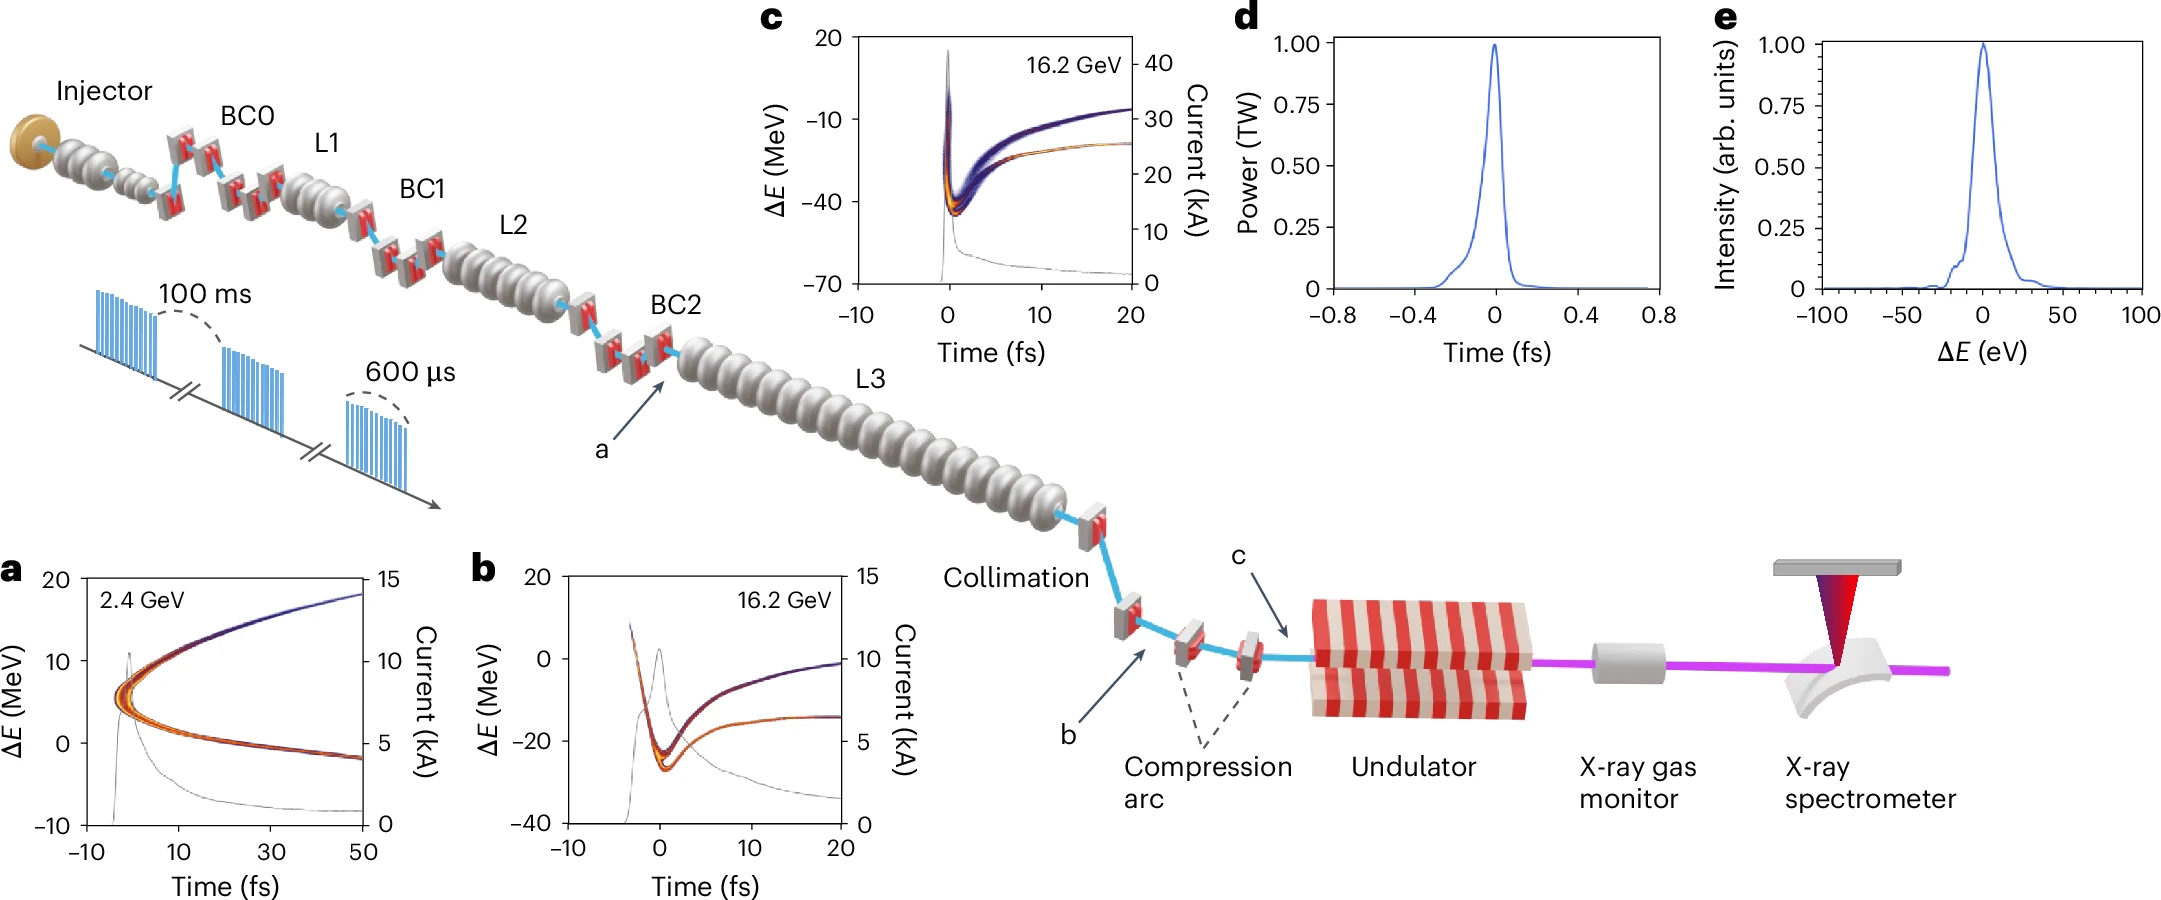 Injector
BC0
L1
BC1
L2
BC2
L3
100 ms
600 μs
a
Collimation
c
b
Compression
arc
Undulator
X-ray gas
monitor
X-ray
spectrometer
a
2.4 GeV
20
10
0
−10
ΔE (MeV)
15
10
5
0
Current (kA)
−10 10 30 50
Time (fs)
b
16.2 GeV
20
0
−20
−40
ΔE (MeV)
15
10
5
0
Current (kA)
−10 0 10 20
Time (fs)
c
16.2 GeV
20
−10
−40
−70
ΔE (MeV)
40
30
20
10
0
Current (kA)
−10 0 10 20
Time (fs)
d
1.00
0.75
0.50
0.25
0
Power (TW)
−0.8 −0.4 0 0.4 0.8
Time (fs)
e
1.00
0.75
0.50
0.25
0
Intensity (arb. units)
−100 −50 0 50 100
ΔE (eV)